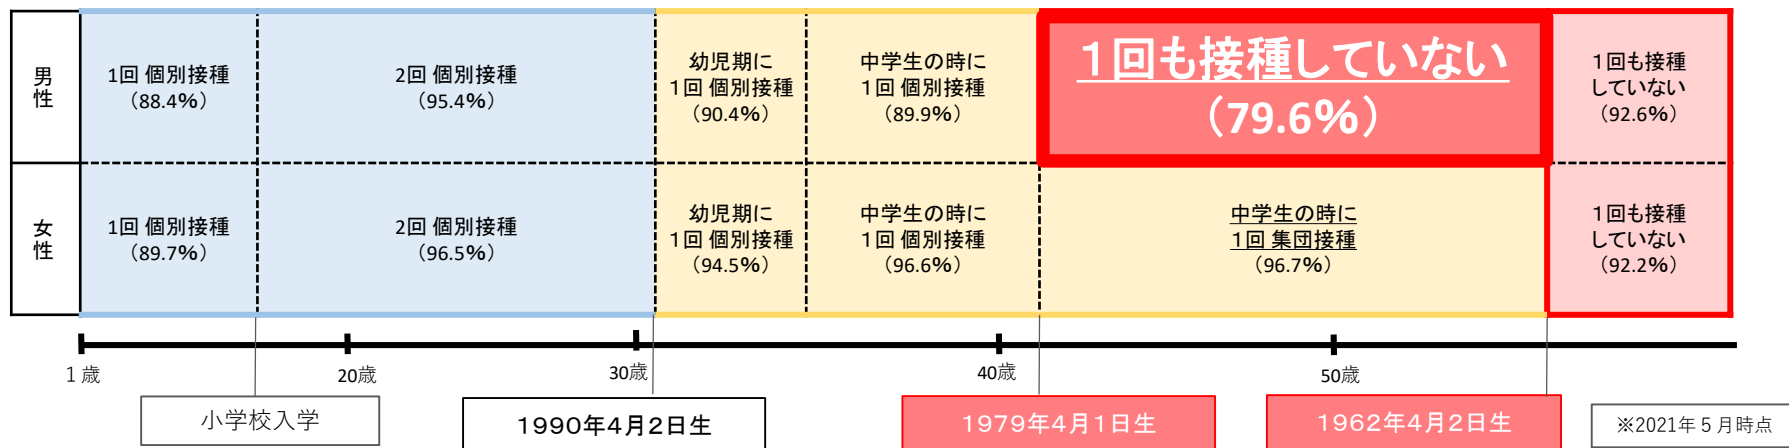 男性
1回 個別接種
（88.4%）
2回 個別接種
（95.4%）
幼児期に
1回 個別接種
（90.4%）
中学生の時に
1回 個別接種
（89.9%）
１回も接種していない
（79.6%）
1回も接種
していない
（92.6%）
女性
1回 個別接種
（89.7%）
2回 個別接種
（96.5%）
幼児期に
1回 個別接種
（94.5%）
中学生の時に
1回 個別接種
（96.6%）
中学生の時に
1回 集団接種
（96.7%）
1回も接種
していない
（92.2%）
１歳
20歳
30歳
40歳
50歳
小学校入学
1990年4月2日生
1979年4月1日生
1962年4月2日生
※2021年５月時点